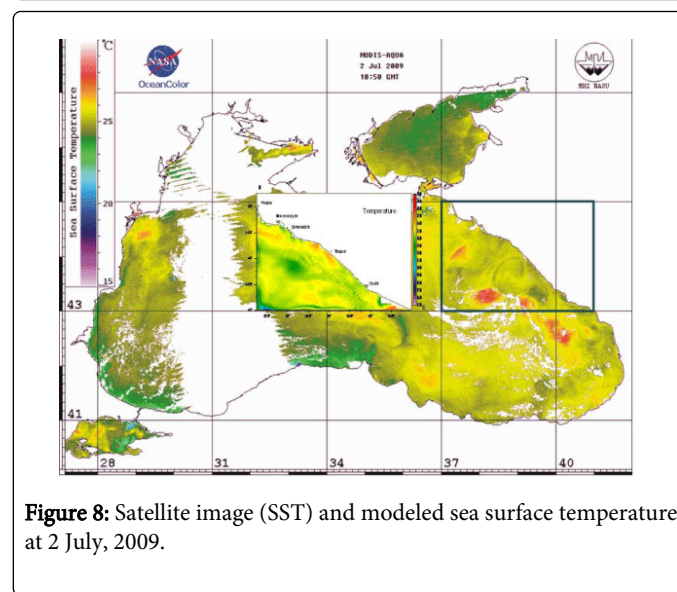 °C
NASA
OceanColor
MODIS-AQUA
2 Jul 2009
10:50 GMT
MHI NASU
Sea Surface Temperature
25
20
15
Temperature
43
41
28
31
34
37
40
Figure 8: Satellite image (SST) and modeled sea surface temperature
at 2 July, 2009.